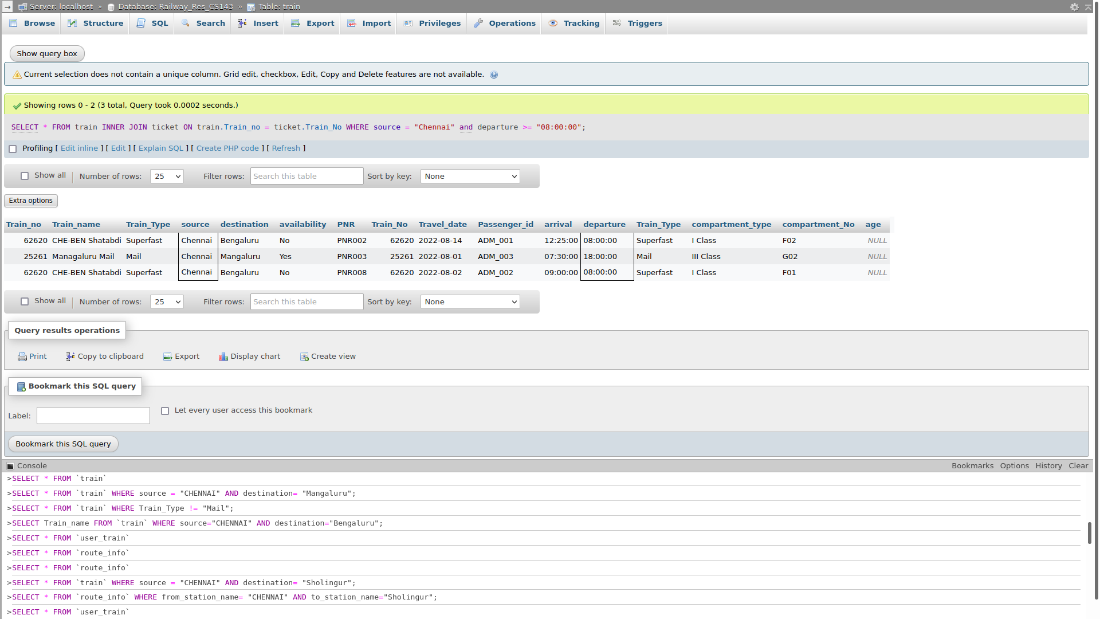 Server: localhost » Database: Railway_Res_CS143 » Table: train
Browse Structure SQL Search Insert Export Import Privileges Operations Tracking Triggers
Show query box
Current selection does not contain a unique column. Grid edit, checkbox, Edit, Copy and Delete features are not available.
Showing rows 0 - 2 (3 total, Query took 0.0002 seconds.)
SELECT * FROM train INNER JOIN ticket ON train.Train_no = ticket.Train_No WHERE source = "Chennai" and departure >= "08:00:00";
Profiling [ Edit inline ] [ Edit ] [ Explain SQL ] [ Create PHP code ] [ Refresh ]
Show all Number of rows: 25 Filter rows: Search this table Sort by key: None
Extra options
Train_no Train_name Train_Type source destination availability PNR Train_No Travel_date Passenger_id arrival departure Train_Type compartment_type compartment_No age
62620 CHE-BEN Shatabdi Superfast Chennai Bengaluru No PNR002 62620 2022-08-14 ADM_001 12:25:00 08:00:00 Superfast I Class F02 NULL
25261 Managaluru Mail Mail Chennai Mangaluru Yes PNR003 25261 2022-08-01 ADM_003 07:30:00 18:00:00 Mail III Class G02 NULL
62620 CHE-BEN Shatabdi Superfast Chennai Bengaluru No PNR008 62620 2022-08-02 ADM_002 09:00:00 08:00:00 Superfast I Class F01 NULL
Show all Number of rows: 25 Filter rows: Search this table Sort by key: None
Query results operations
Print Copy to clipboard Export Display chart Create view
Bookmark this SQL query
Label: Let every user access this bookmark
Bookmark this SQL query
Console Bookmarks Options History Clear
>SELECT * FROM `train`
>SELECT * FROM `train` WHERE source = "CHENNAI" AND destination= "Mangaluru";
>SELECT * FROM `train` WHERE Train_Type != "Mail";
>SELECT Train_name FROM `train` WHERE source="CHENNAI" AND destination="Bengaluru";
>SELECT * FROM `user_train`
>SELECT * FROM `route_info`
>SELECT * FROM `route_info`
>SELECT * FROM `train` WHERE source = "CHENNAI" AND destination= "Sholingur";
>SELECT * FROM `route_info` WHERE from_station_name= "CHENNAI" AND to_station_name="Sholingur";
>SELECT * FROM `user_train`